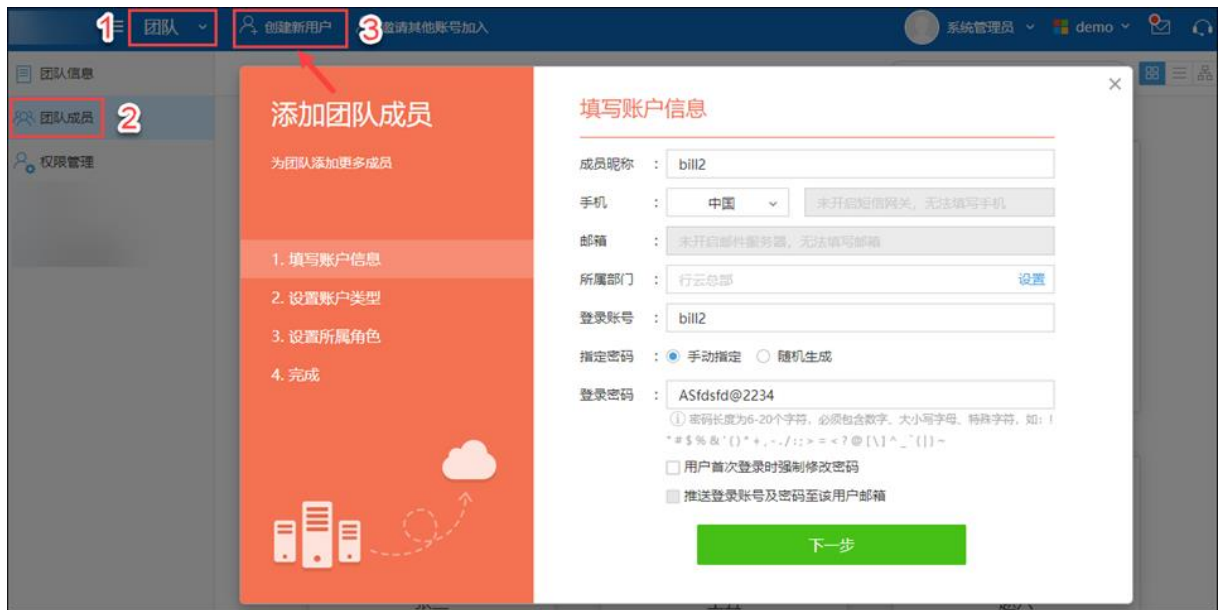 1
团队
创建新用户
3
邀请其他账号加入
系统管理员
demo
团队信息
团队成员
2
权限管理
添加团队成员
为团队添加更多成员
1. 填写账户信息
2. 设置账户类型
3. 设置所属角色
4. 完成
填写账户信息
成员昵称 : bill2
手机 : 中国 未开启短信网关，无法填写手机
邮箱 : 未开启邮件服务器，无法填写邮箱
所属部门 : 行云总部 设置
登录账号 : bill2
指定密码 : 手动指定 随机生成
登录密码 : ASfdsfd@2234
密码长度为6-20个字符，必须包含数字、大小写字母、特殊字符，如：!
"#$%&'()*+,-./:;>=<?@[\]^_`{|}~
用户首次登录时强制修改密码
推送登录账号及密码至该用户邮箱
下一步